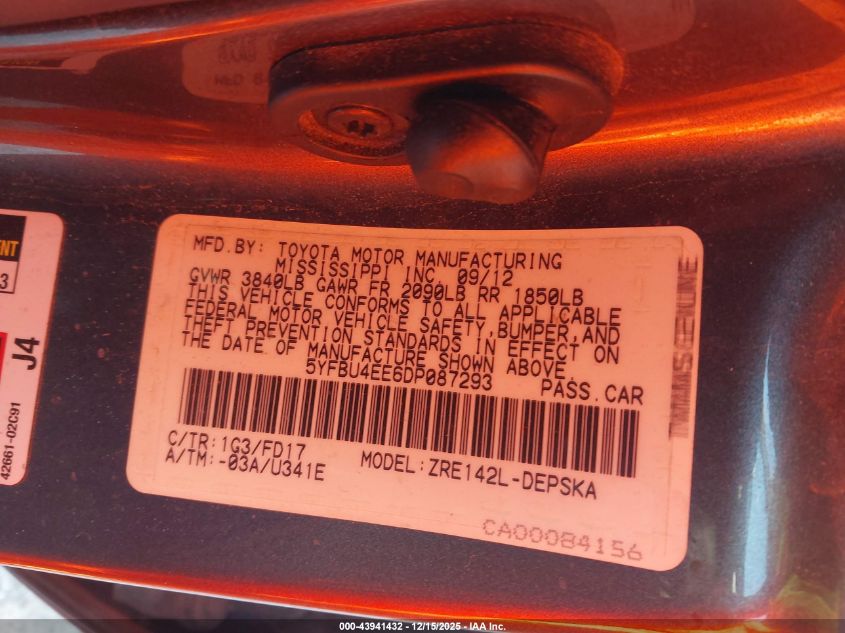 MFD.BY: TOYOTA MOTOR MANUFACTURING
MISSISSIPPI INC. 09/12
GVWR 3840LB GAWR FR 2090LB RR 1850LB
THIS VEHICLE CONFORMS TO ALL APPLICABLE
FEDERAL MOTOR VEHICLE SAFETY,BUMPER,AND
THEFT PREVENTION STANDARDS IN EFFECT ON
THE DATE OF MANUFACTURE SHOWN ABOVE.
5YFBU4EE6DP087293
PASS.CAR
C/TR:1G3/FD17
A/TM:-03A/U341E
MODEL:ZRE142L-DEPSKA
CA00084156
J4
42661-02C91
000-43941432 - 12/15/2025 - IAA Inc.